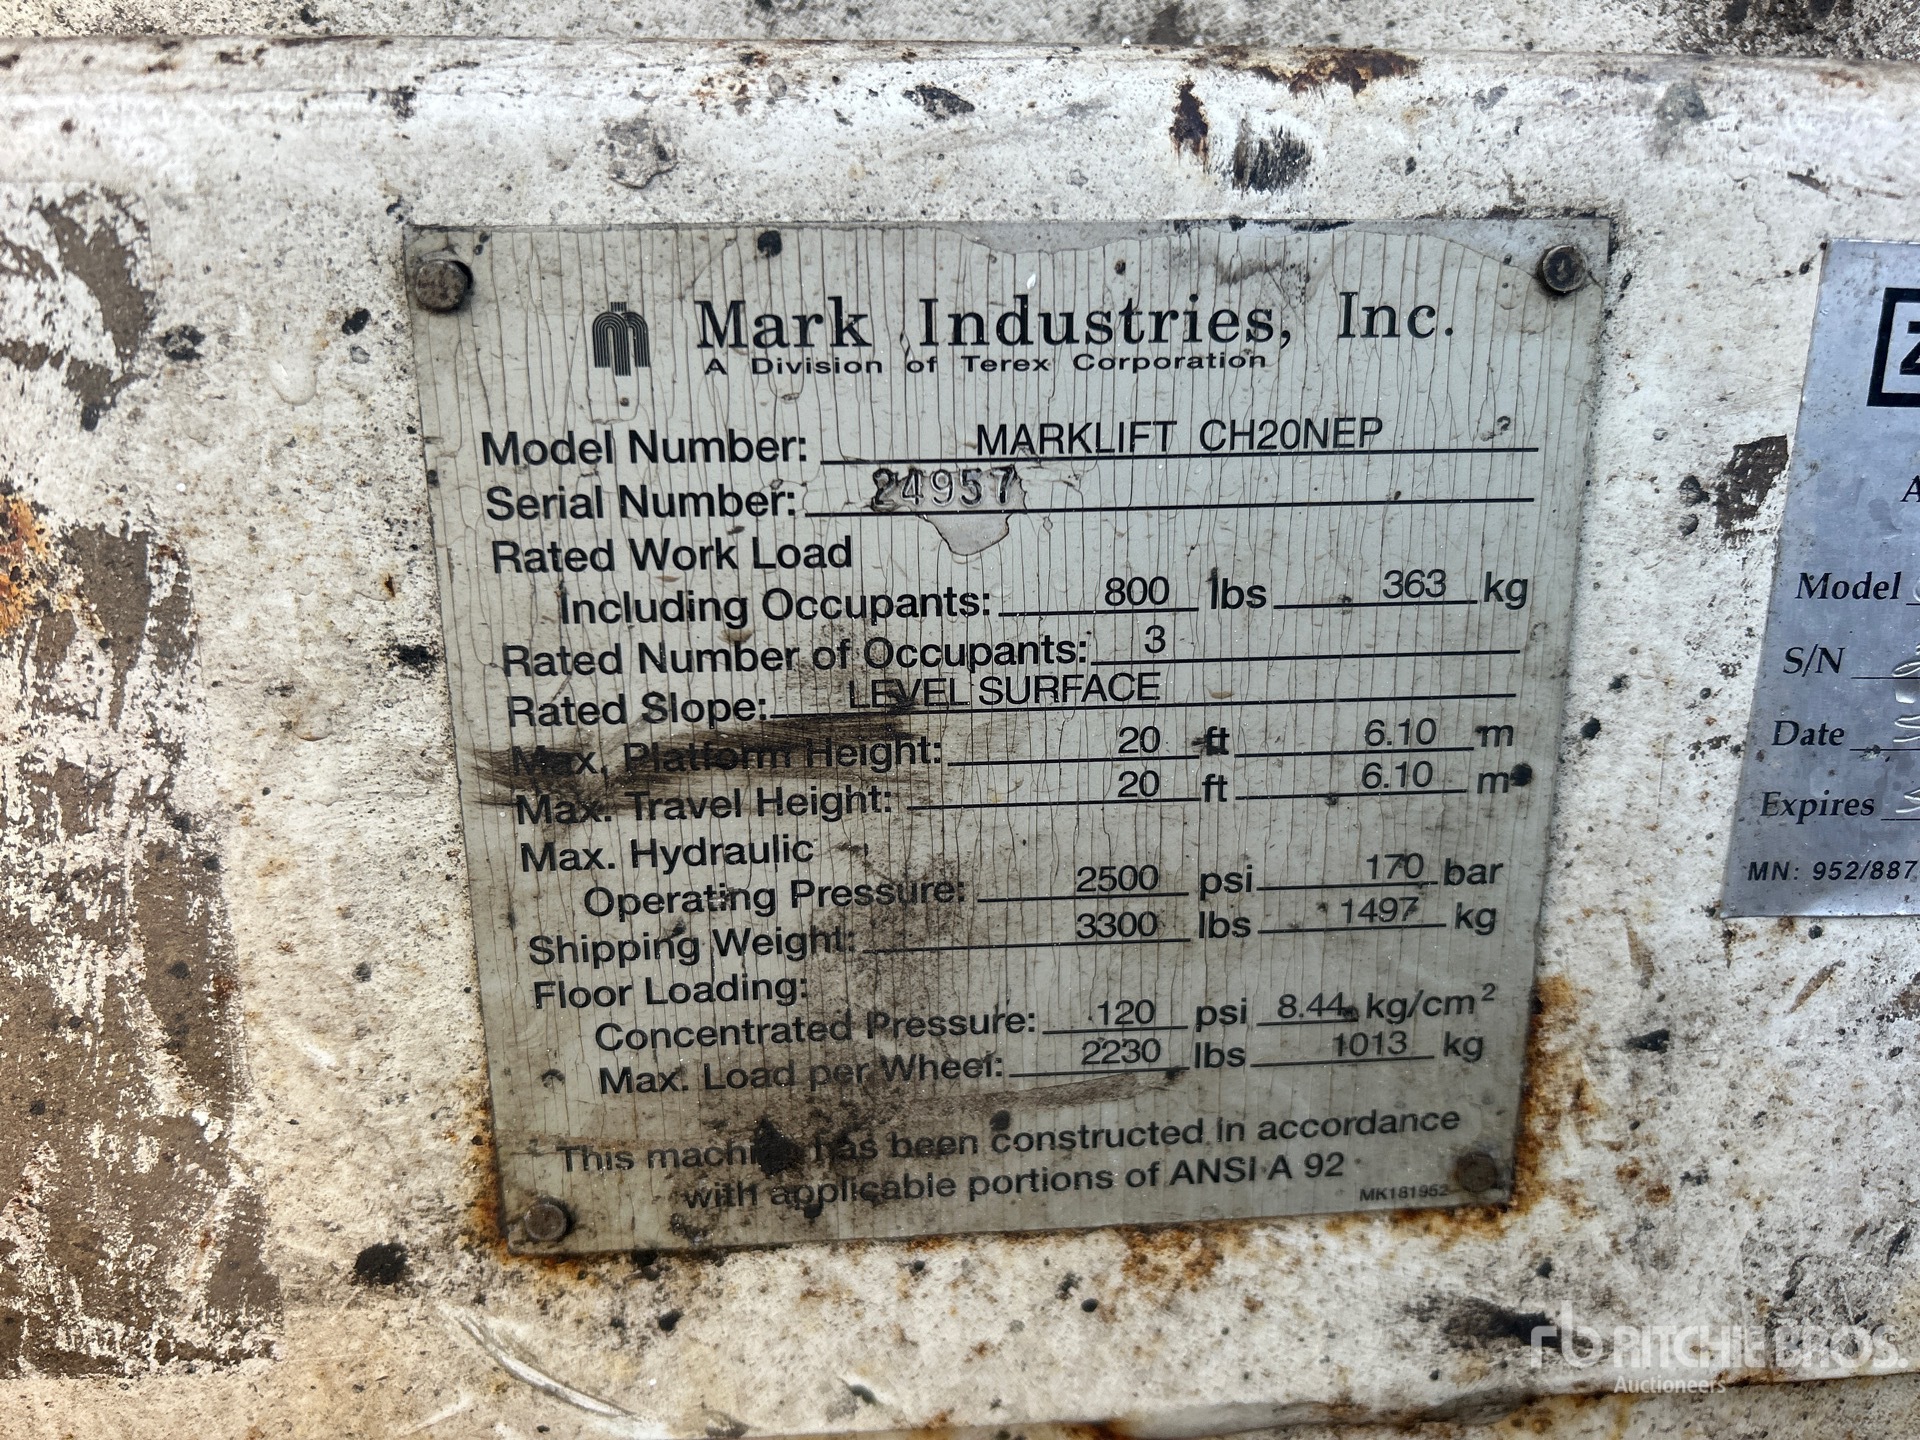 Mark Industries, Inc.
A Division of Terex Corporation
Model Number: MARKLIFT CH20NEP
Serial Number: 24957
Rated Work Load
Including Occupants: 800 lbs 363 kg
Rated Number of Occupants: 3
Rated Slope: LEVEL SURFACE
Max. Platform Height: 20 ft 6.10 m
Max. Travel Height: 20 ft 6.10 m
Max. Hydraulic
Operating Pressure: 2500 psi 170 bar
Shipping Weight: 3300 lbs 1497 kg
Floor Loading:
Concentrated Pressure: 120 psi 8.44 kg/cm²
Max. Load per Wheel: 2230 lbs 1013 kg
This machine has been constructed in accordance
with applicable portions of ANSI A 92
MK181952
Model
S/N
Date
Expires
MN: 952/887
rb RITCHIE BROS.
Auctioneers